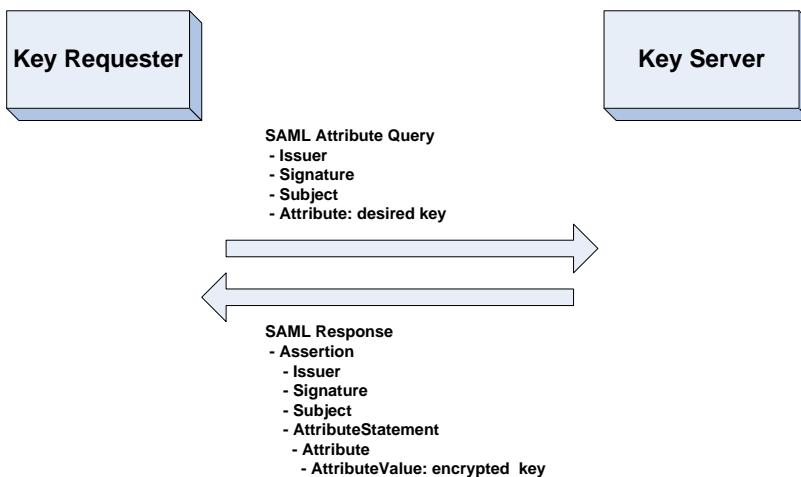 Key Requester
Key Server
SAML Attribute Query
- Issuer
- Signature
- Subject
- Attribute: desired key
SAML Response
- Assertion
- Issuer
- Signature
- Subject
- AttributeStatement
- Attribute
- AttributeValue: encrypted key